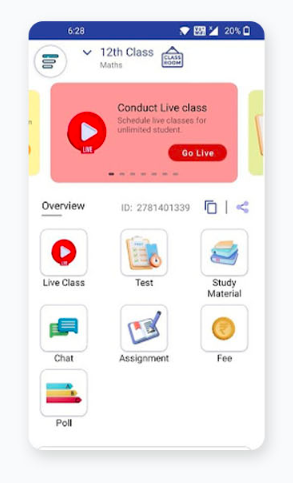 6:28
20%
12th Class
Maths
CLASS
ROOM
Conduct Live class
Schedule live classes for
unlimited student.
LIVE
Go Live
Overview
ID: 2781401339
LIVE
Live Class
Test
Study
Material
Chat
Assignment
Fee
Poll